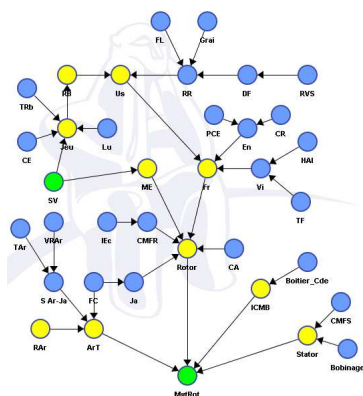 FL
Grai
RB
Us
RR
DF
RVS
TRb
PCE
CR
Jeu
En
CE
Lu
HAI
SV
ME
Fr
Vi
TF
TAr
VRAr
IEc
CMFR
Rotor
CA
Boitier_Cde
S Ar-Ja
FC
Ja
ICMB
CMFS
RAr
ArT
Stator
Bobinage
MstRot